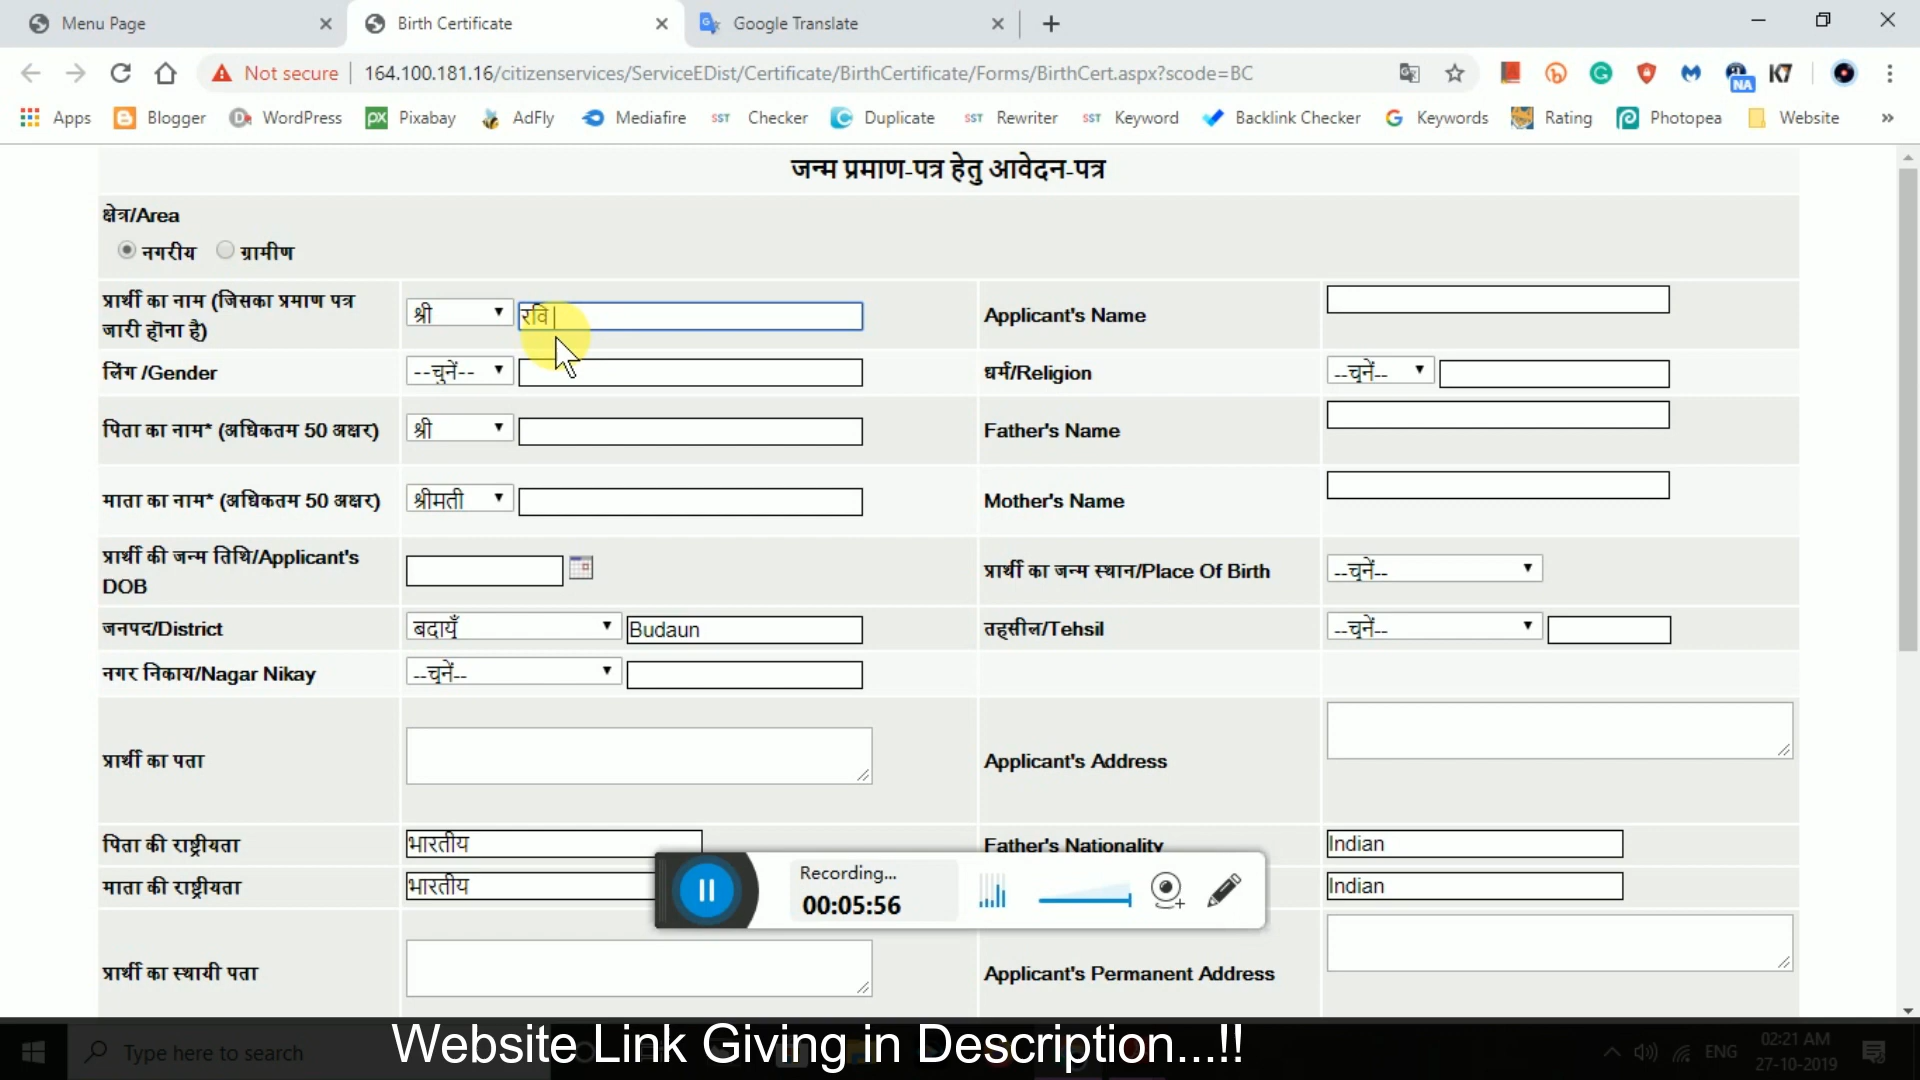 Menu Page
Birth Certificate
Google Translate
Not secure
164.100.181.16/citizenservices/ServiceEDist/Certificate/BirthCertificate/Forms/BirthCert.aspx?scode=BC
NA
K7
Apps
Blogger
WordPress
Pixabay
AdFly
Mediafire
SST Checker
Duplicate
SST Rewriter
SST Keyword
Backlink Checker
Keywords
Rating
Photopea
Website
»
जन्म प्रमाण-पत्र हेतु आवेदन-पत्र
क्षेत्र/Area
नगरीय ग्रामीण
प्रार्थी का नाम (जिसका प्रमाण पत्र
जारी होना है)
श्री
रवि
Applicant's Name
लिंग /Gender
--चुनें--
धर्म/Religion
--चुनें--
पिता का नाम* (अधिकतम 50 अक्षर)
श्री
Father's Name
माता का नाम* (अधिकतम 50 अक्षर)
श्रीमती
Mother's Name
प्रार्थी की जन्म तिथि/Applicant's
DOB
प्रार्थी का जन्म स्थान/Place Of Birth
--चुनें--
जनपद/District
बदायूँ
Budaun
तहसील/Tehsil
--चुनें--
नगर निकाय/Nagar Nikay
--चुनें--
प्रार्थी का पता
Applicant's Address
पिता की राष्ट्रीयता
भारतीय
Father's Nationality
Indian
माता की राष्ट्रीयता
भारतीय
Indian
Recording...
00:05:56
प्रार्थी का स्थायी पता
Applicant's Permanent Address
Type here to search
Website Link Giving in Description...!!
ENG
02:21 AM
27-10-2019